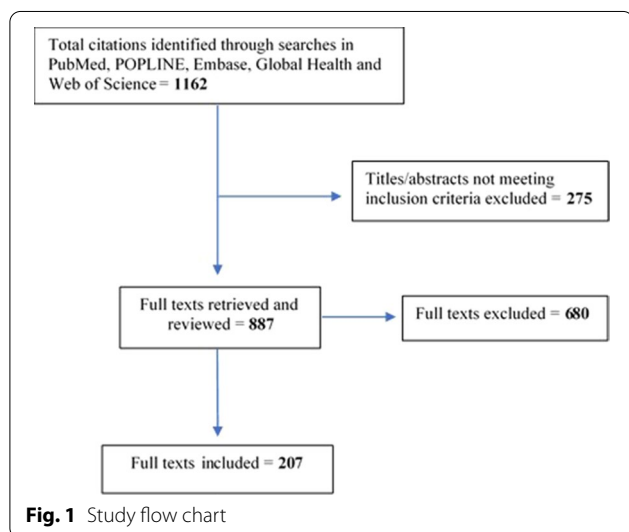 Total citations identified through searches in
PubMed, POPLINE, Embase, Global Health and
Web of Science = 1162
Titles/abstracts not meeting
inclusion criteria excluded = 275
Full texts retrieved and
reviewed = 887
Full texts excluded = 680
Full texts included = 207
Fig. 1 Study flow chart